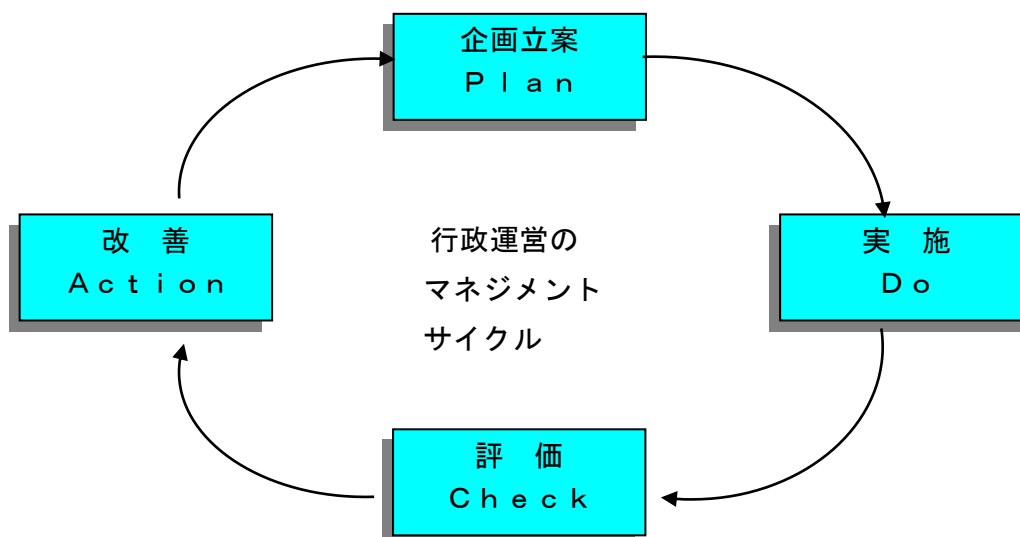 企画立案
Ｐｌａｎ
改　善
Ａｃｔｉｏｎ
行政運営の
マネジメント
サイクル
実　施
Ｄｏ
評　価
Ｃｈｅｃｋ